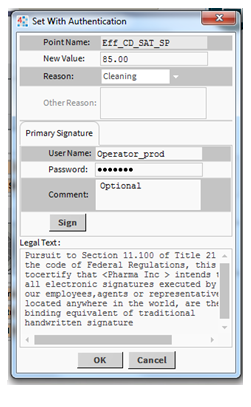 Set With Authentication
Point Name: Eff_CD_SAT_SP
New Value: 85.00
Reason: Cleaning
Other Reason:
Primary Signature
User Name: Operator_prod
Password: •••••••
Comment: Optional
Sign
Legal Text:
Pursuit to Section 11.100 of Title 21
the code of Federal Regulations, this
tocertify that <Pharma Inc > intends t
all electronic signatures executed by
our employees,agents or representative
located anywhere in the world, are the
binding equivalent of traditional
handwritten signature
OK Cancel